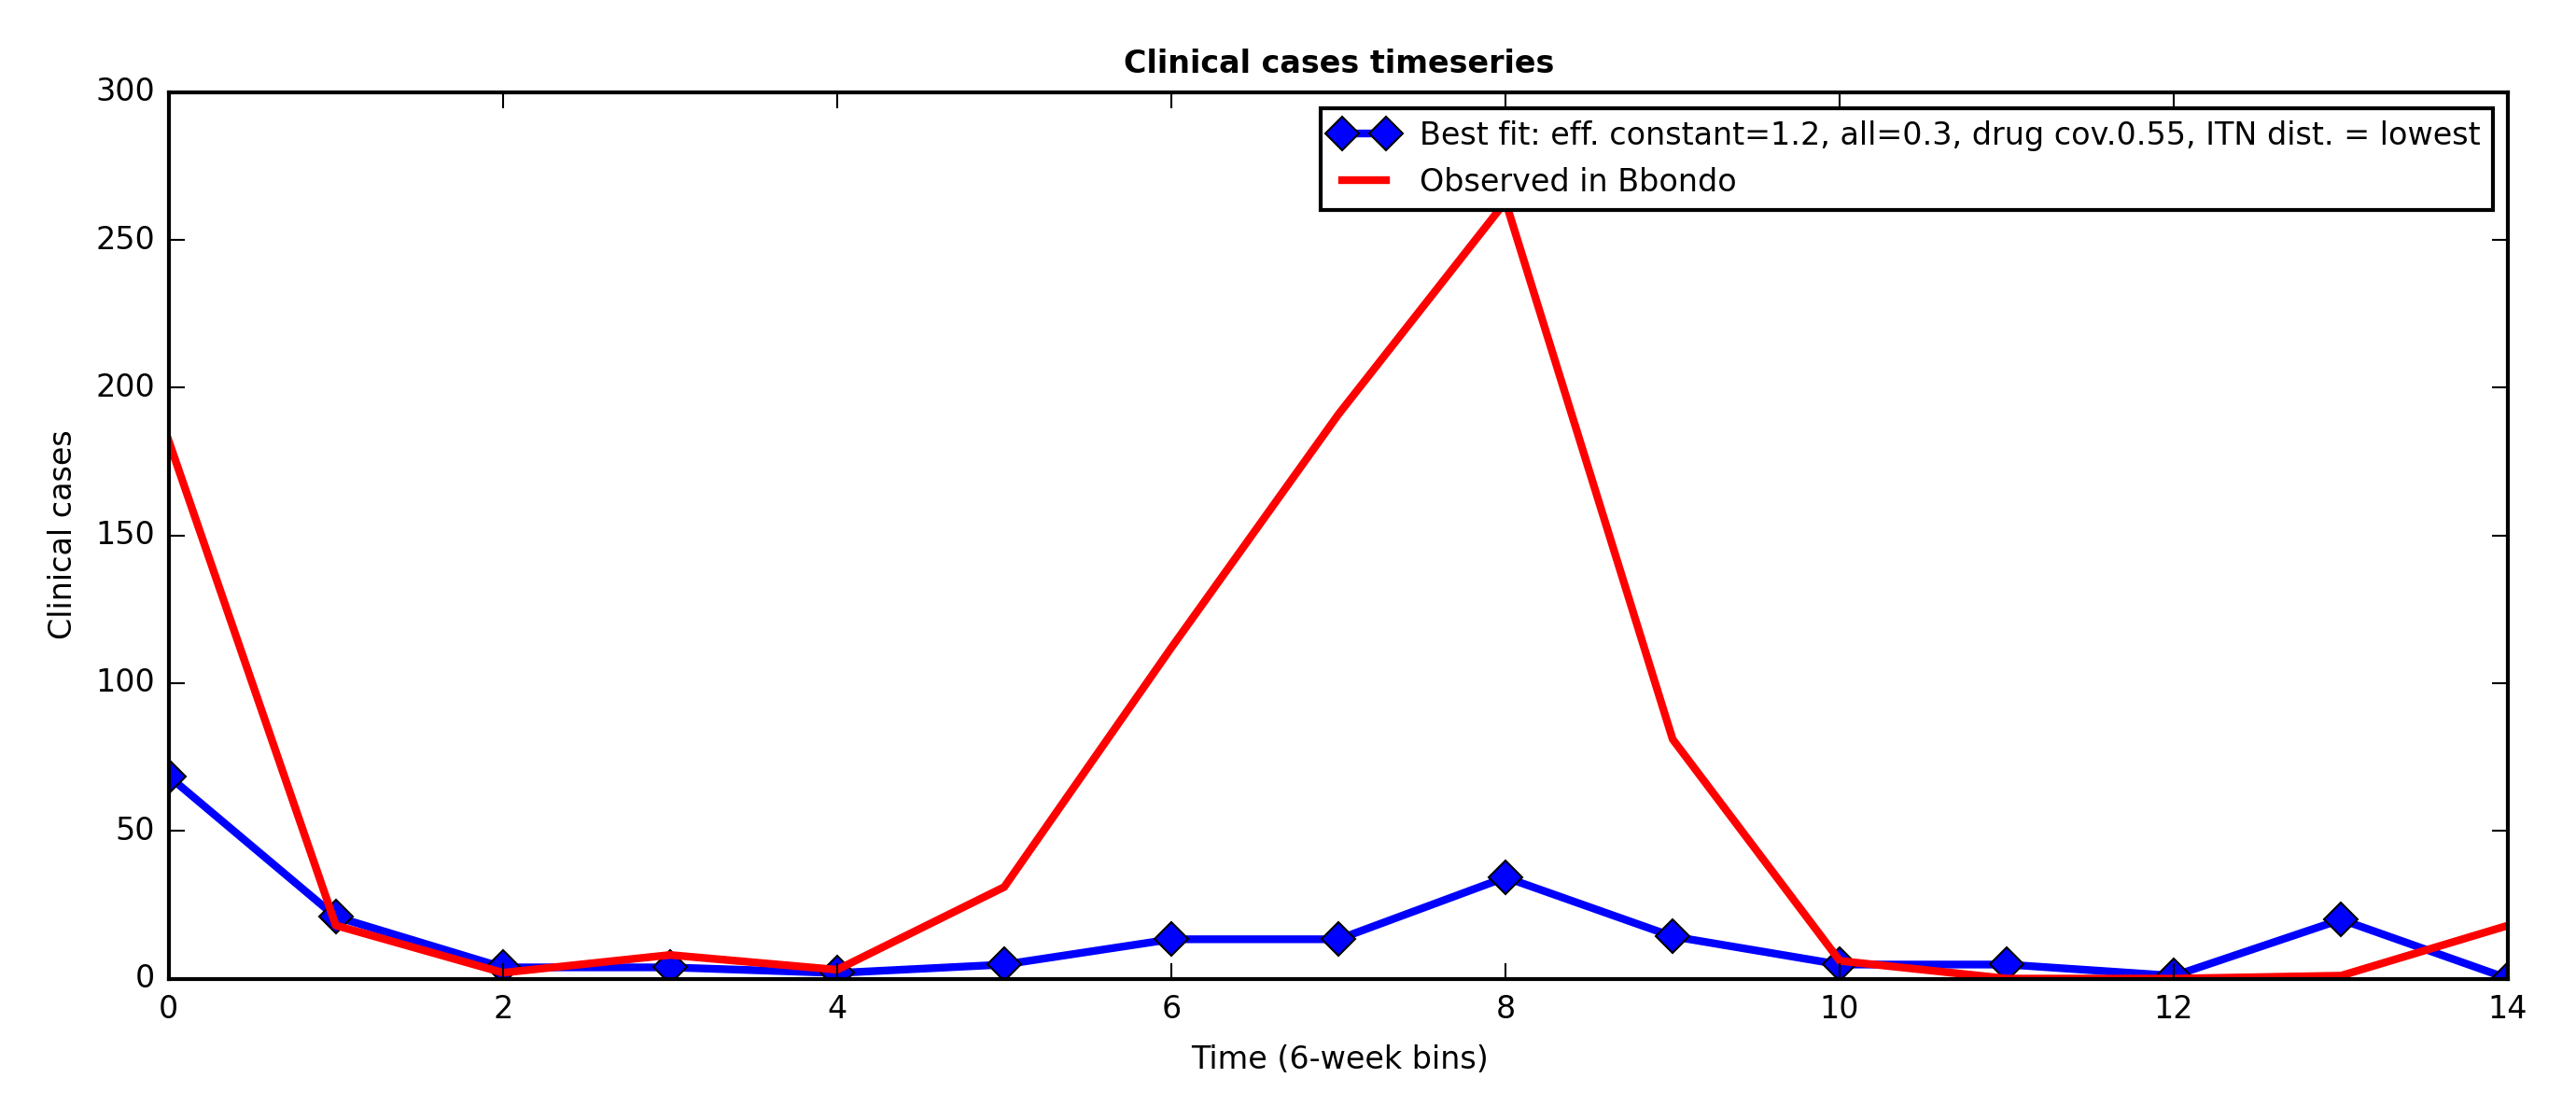 Clinical cases timeseries
300
250
200
150
100
50
0
Clinical cases
Best fit: eff. constant=1.2, all=0.3, drug cov.0.55, ITN dist. = lowest
Observed in Bbondo
0 2 4 6 8 10 12 14
Time (6-week bins)